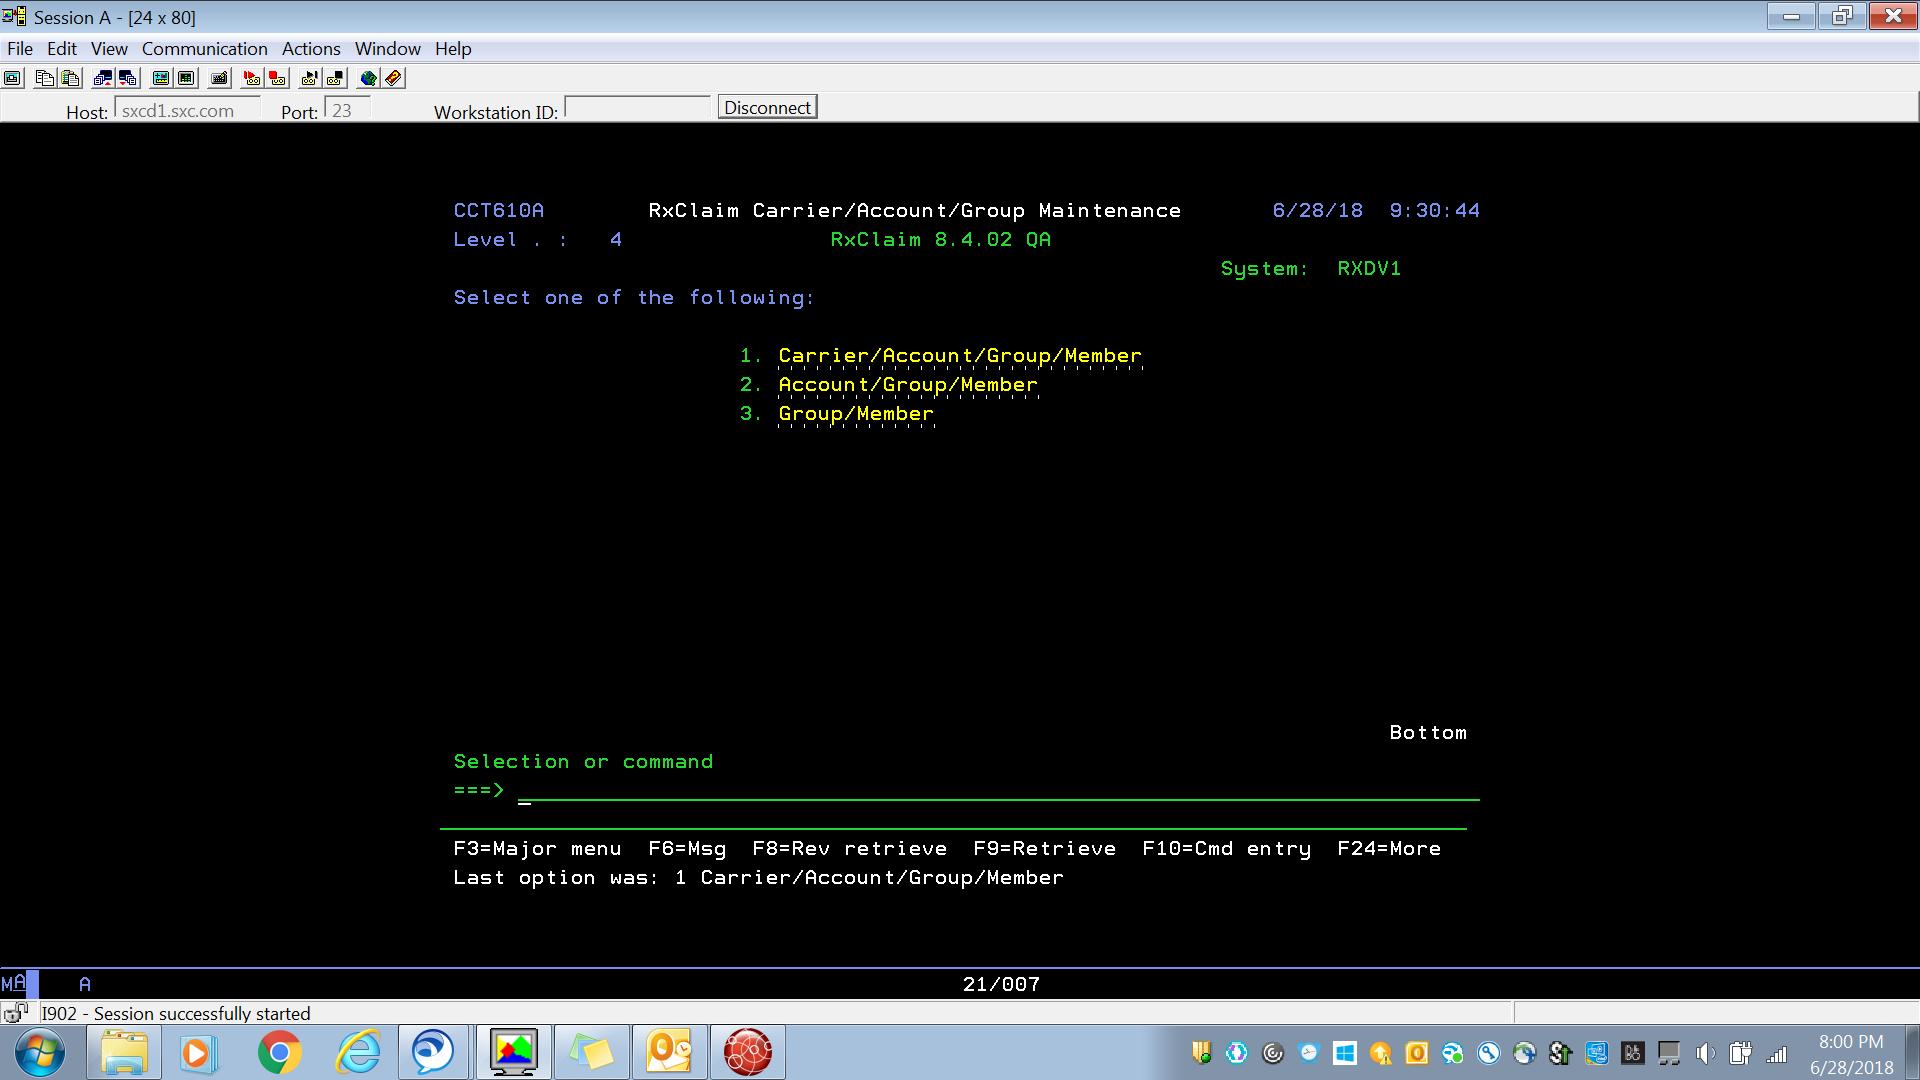 Session A - [24 x 80]
File Edit View Communication Actions Window Help
Host: sxcd1.sxc.com Port: 23 Workstation ID: Disconnect
CCT610A RxClaim Carrier/Account/Group Maintenance 6/28/18 9:30:44
Level . : 4 RxClaim 8.4.02 QA
System: RXDV1
Select one of the following:
1. Carrier/Account/Group/Member
2. Account/Group/Member
3. Group/Member
Bottom
Selection or command
===>
F3=Major menu F6=Msg F8=Rev retrieve F9=Retrieve F10=Cmd entry F24=More
Last option was: 1 Carrier/Account/Group/Member
MA A 21/007
I902 - Session successfully started
8:00 PM
6/28/2018